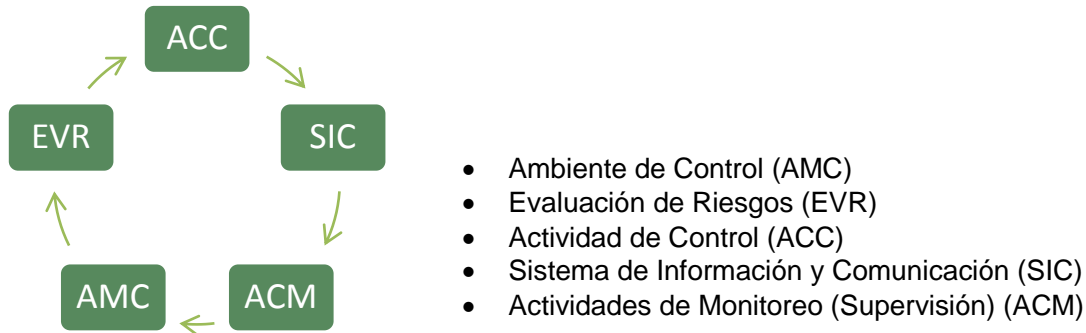 ACC
EVR
SIC
AMC
ACM
• Ambiente de Control (AMC)
• Evaluación de Riesgos (EVR)
• Actividad de Control (ACC)
• Sistema de Información y Comunicación (SIC)
• Actividades de Monitoreo (Supervisión) (ACM)